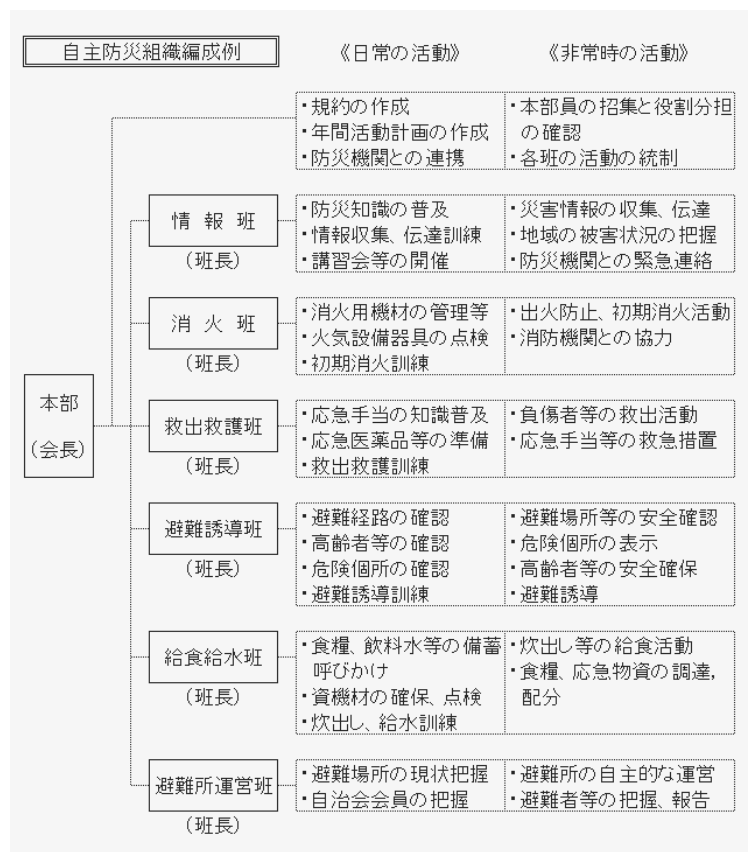 自主防災組織編成例
《日常の活動》
《非常時の活動》
・規約の作成
・年間活動計画の作成
・防災機関との連携
・本部員の招集と役割分担
の確認
・各班の活動の統制
情報班
(班長)
・防災知識の普及
・情報収集、伝達訓練
・講習会等の開催
・災害情報の収集、伝達
・地域の被害状況の把握
・防災機関との緊急連絡
消火班
(班長)
・消火用機材の管理等
・火気設備器具の点検
・初期消火訓練
・出火防止、初期消火活動
・消防機関との協力
本部
(会長)
救出救護班
(班長)
・応急手当の知識普及
・応急医薬品等の準備
・救出救護訓練
・負傷者等の救出活動
・応急手当等の救急措置
避難誘導班
(班長)
・避難経路の確認
・高齢者等の確認
・危険個所の確認
・避難誘導訓練
・避難場所等の安全確認
・危険個所の表示
・高齢者等の安全確保
・避難誘導
給食給水班
(班長)
・食糧、飲料水等の備蓄
呼びかけ
・資機材の確保、点検
・炊出し、給水訓練
・炊出し等の給食活動
・食糧、応急物資の調達,
配分
避難所運営班
(班長)
・避難場所の現状把握
・自治会会員の把握
・避難所の自主的な運営
・避難者等の把握、報告